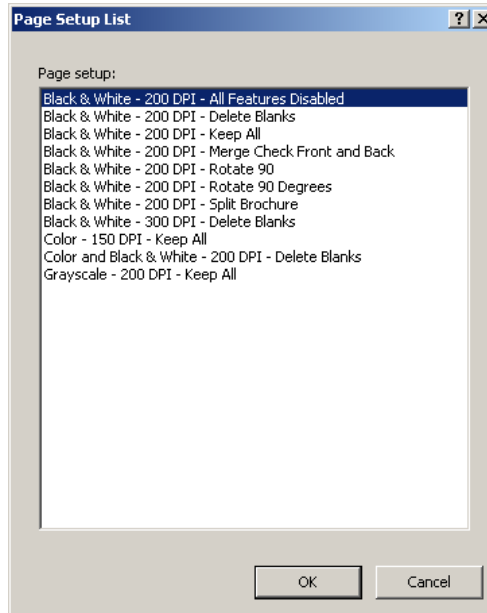 Page Setup List
Page setup:
Black & White - 200 DPI - All Features Disabled
Black & White - 200 DPI - Delete Blanks
Black & White - 200 DPI - Keep All
Black & White - 200 DPI - Merge Check Front and Back
Black & White - 200 DPI - Rotate 90
Black & White - 200 DPI - Rotate 90 Degrees
Black & White - 200 DPI - Split Brochure
Black & White - 300 DPI - Delete Blanks
Color - 150 DPI - Keep All
Color and Black & White - 200 DPI - Delete Blanks
Grayscale - 200 DPI - Keep All
OK Cancel